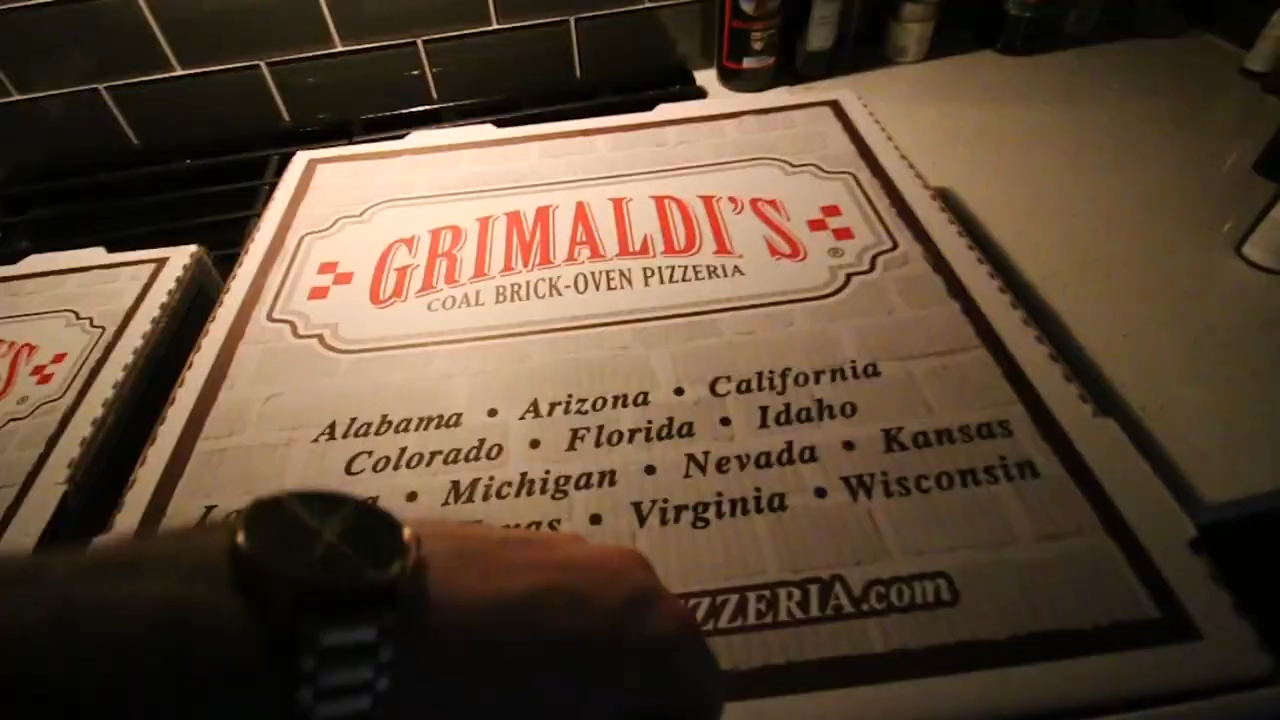 GRIMALDI'S
®
COAL BRICK-OVEN PIZZERIA
Alabama • Arizona • California
Colorado • Florida • Idaho
• Michigan • Nevada • Kansas
• Virginia • Wisconsin
ZZERIA.com
'S
®